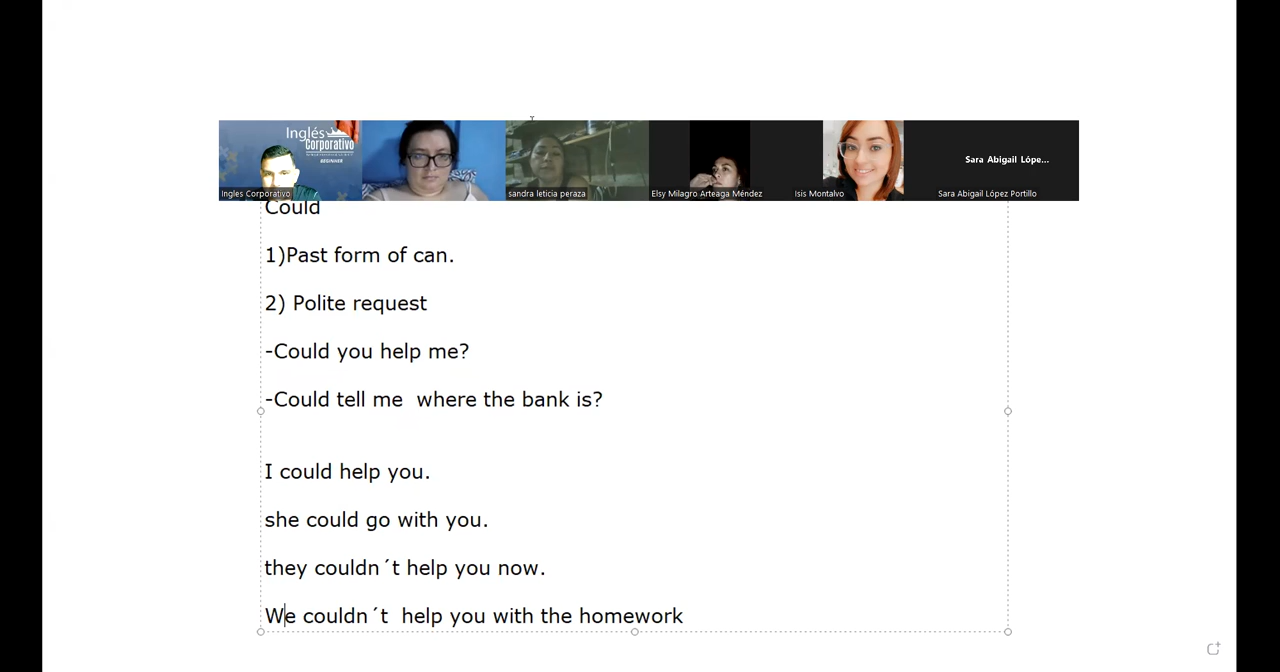 Inglés
Corporativo
BEGINNER
Ingles Corporativo
sandra leticia peraza
Elsy Milagro Arteaga Méndez
Isis Montalvo
Sara Abigail Lópe...
Sara Abigail López Portillo
Could
1)Past form of can.
2) Polite request
-Could you help me?
-Could tell me  where the bank is?
I could help you.
she could go with you.
they couldn´t help you now.
We couldn´t  help you with the homework